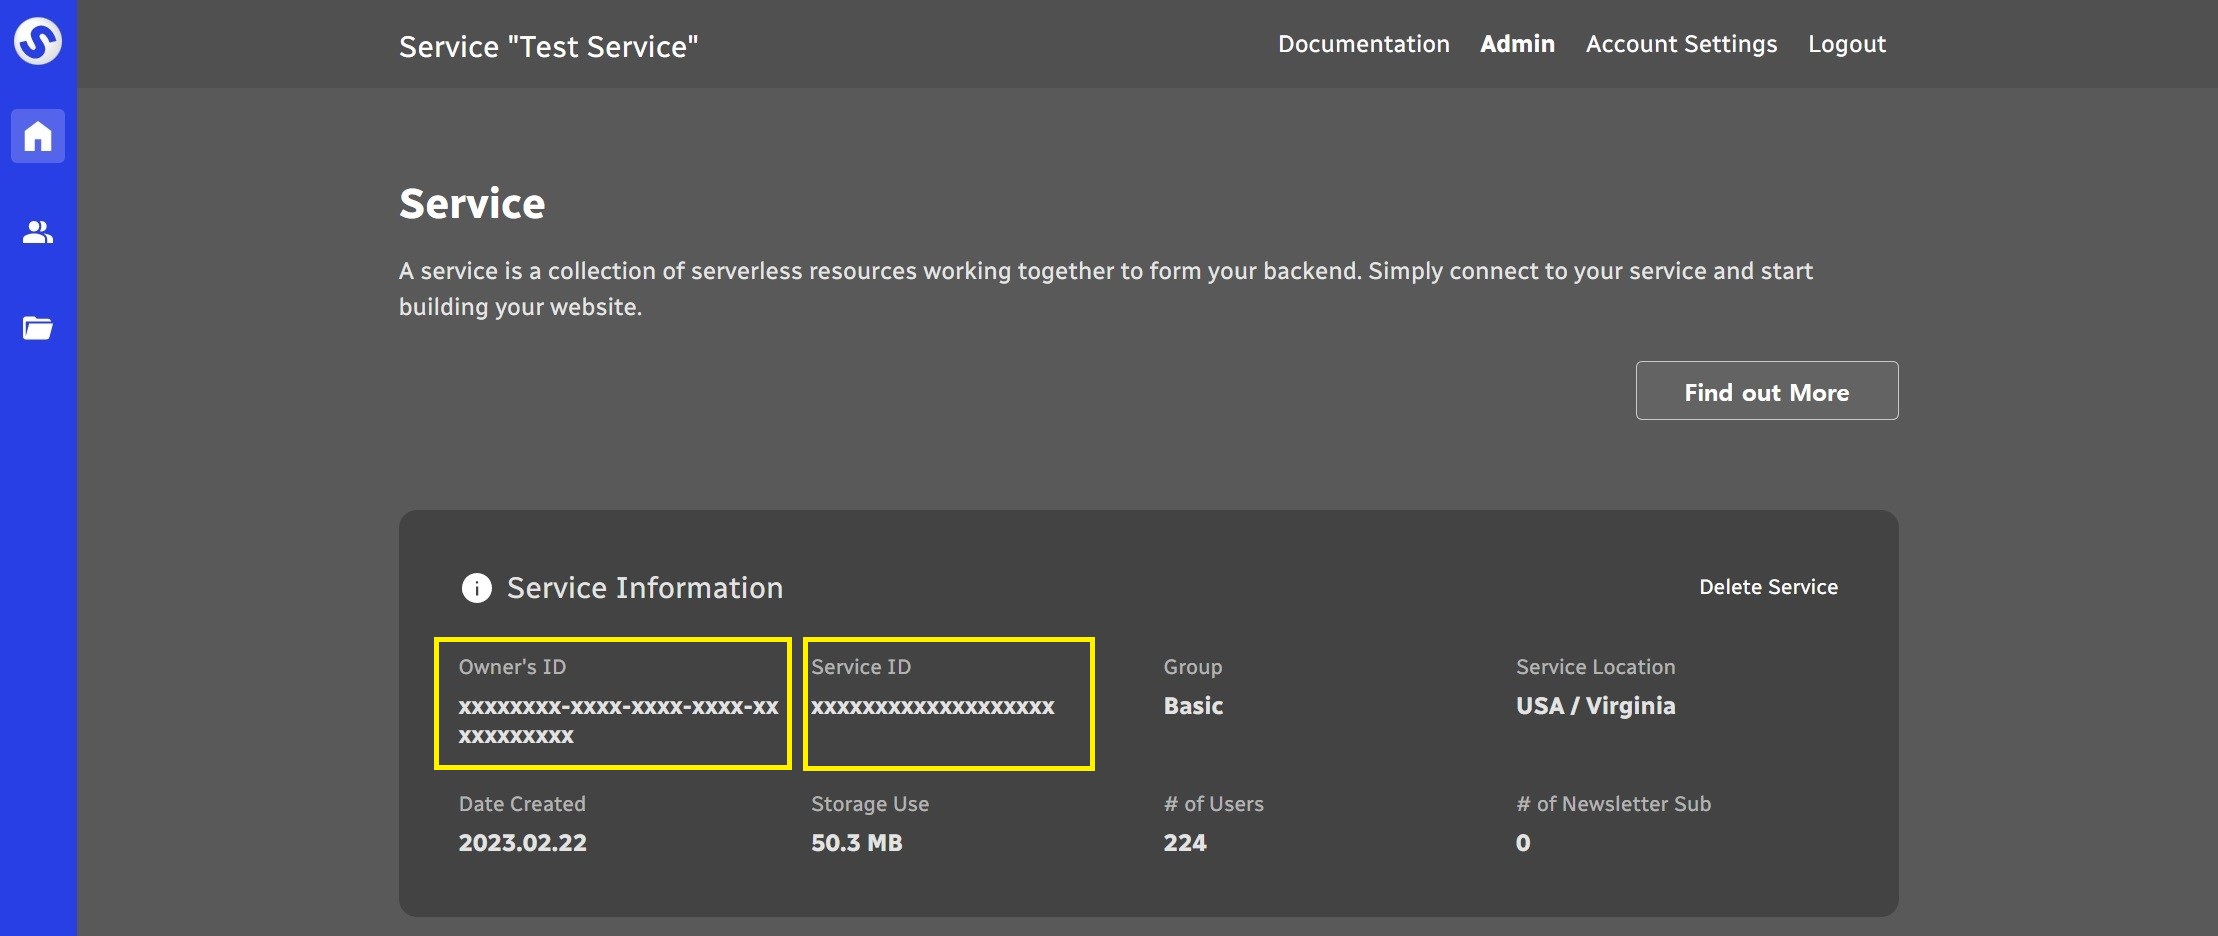 Service "Test Service"
Documentation Admin Account Settings Logout
Service
A service is a collection of serverless resources working together to form your backend. Simply connect to your service and start
building your website.
Find out More
Service Information
Delete Service
Owner's ID Service ID Group Service Location
xxxxxxxx-xxxx-xxxx-xxxx-xx xxxxxxxxxxxxxxxxxxx Basic USA / Virginia
xxxxxxxxx
Date Created Storage Use # of Users # of Newsletter Sub
2023.02.22 50.3 MB 224 0